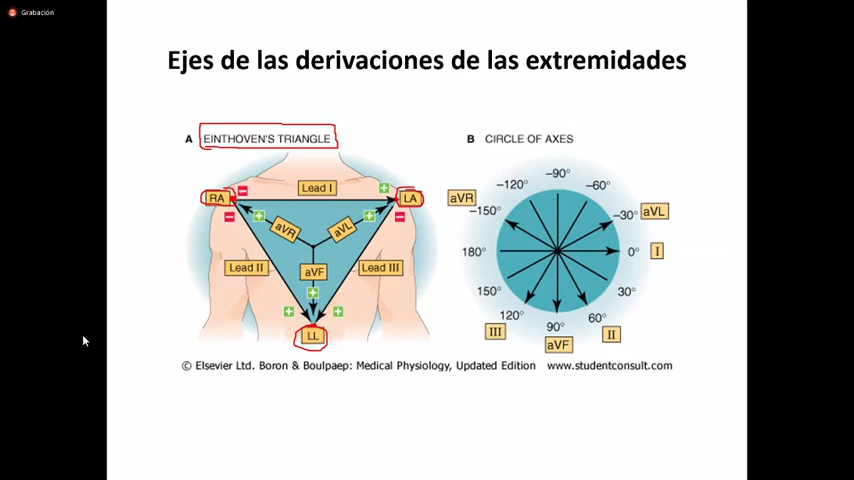 Grabación
Ejes de las derivaciones de las extremidades
A EINTHOVEN'S TRIANGLE
RA
Lead I
LA
aVR
aVL
Lead II
aVF
Lead III
LL
B CIRCLE OF AXES
–90°
–120°
–60°
aVR
–150°
–30°
aVL
180°
0°
I
150°
30°
120°
60°
III
90°
II
aVF
© Elsevier Ltd. Boron & Boulpaep: Medical Physiology, Updated Edition www.studentconsult.com